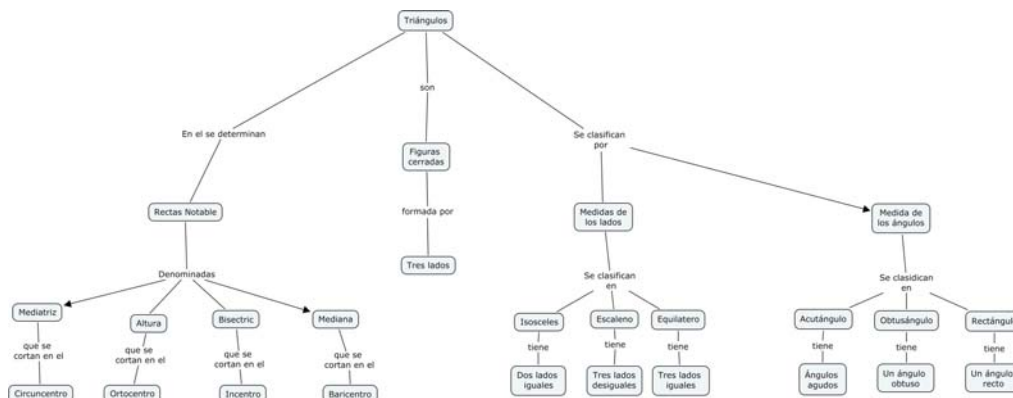 Triángulos
son
En el se determinan
Se clasifican
por
Figuras
cerradas
Rectas Notable
formada por
Medidas de
los lados
Medida de
los ángulos
Tres lados
Denominadas
Se clasifican
en
Se clasidican
en
Mediatriz
Altura
Bisectric
Mediana
Isosceles
Escaleno
Equilatero
Acutángulo
Obtusángulo
Rectángulo
que se
cortan en el
que se
cortan en el
que se
cortan en el
que se
cortan en el
tiene
tiene
tiene
tiene
tiene
tiene
Circuncentro
Ortocentro
Incentro
Baricentro
Dos lados
iguales
Tres lados
desiguales
Tres lados
iguales
Ángulos
agudos
Un ángulo
obtuso
Un ángulo
recto